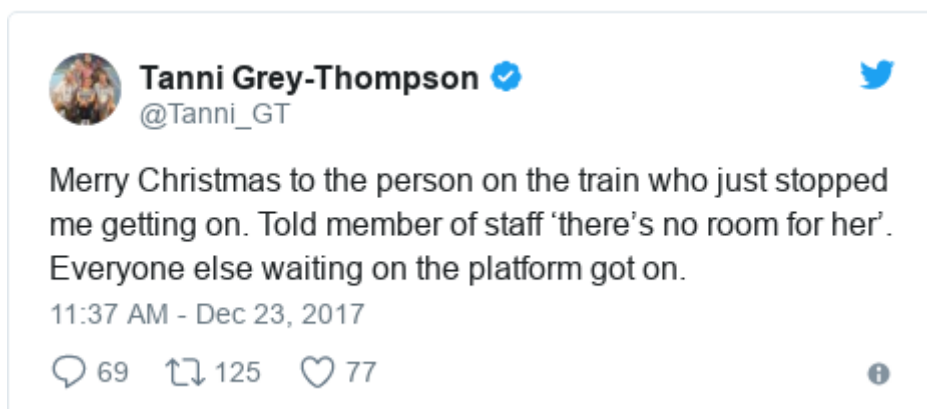 Tanni Grey-Thompson
@Tanni_GT
Merry Christmas to the person on the train who just stopped
me getting on. Told member of staff ‘there’s no room for her’.
Everyone else waiting on the platform got on.
11:37 AM - Dec 23, 2017
69 125 77